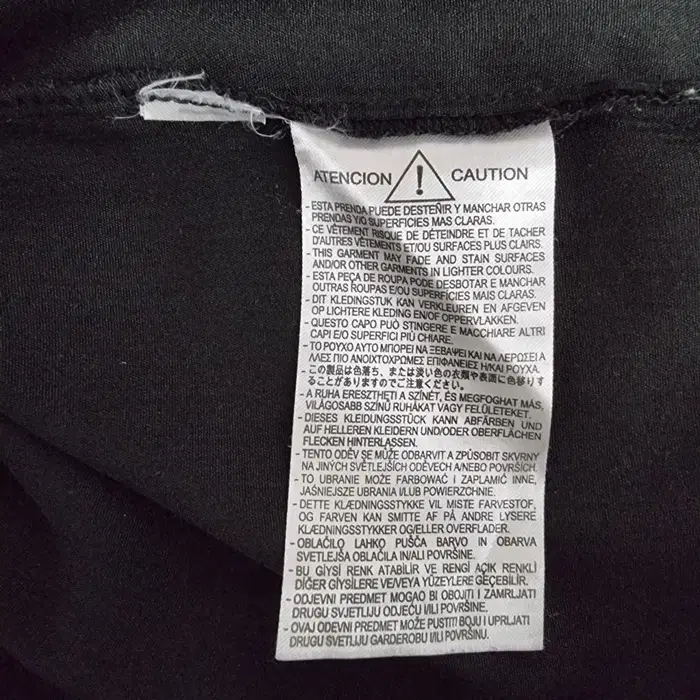 ATENCION ! CAUTION
- ESTA PRENDA PUEDE DESTEÑIR Y MANCHAR OTRAS
PRENDAS Y/O SUPERFICIES MAS CLARAS.
- CE VÊTEMENT RISQUE DE DÉTEINDRE ET DE TACHER
D'AUTRES VÊTEMENTS ET/OU SURFACES PLUS CLAIRS.
- THIS GARMENT MAY FADE AND STAIN SURFACES
AND/OR OTHER GARMENTS IN LIGHTER COLOURS.
- ESTA PEÇA DE ROUPA PODE DESBOTAR E MANCHAR
OUTRAS ROUPAS E/OU SUPERFÍCIES MAIS CLARAS.
- DIT KLEDINGSTUK KAN VERKLEUREN EN AFGEVEN
OP LICHTERE KLEDING EN/OF OPPERVLAKKEN.
- QUESTO CAPO PUÒ STINGERE E MACCHIARE ALTRI
CAPI E/O SUPERFICI PIÙ CHIARE.
- ΤΟ ΡΟΥΧΟ ΑΥΤΟ ΜΠΟΡΕΙ ΝΑ ΞΕΒΑΨΕΙ ΚΑΙ ΝΑ ΛΕΡΩΣΕΙ Α
ΛΛΕΣ ΠΙΟ ΑΝΟΙΧΤΟΧΡΩΜΕΣ ΕΠΙΦΑΝΕΙΕΣ Η/ΚΑΙ ΡΟΥΧΑ.
- この製品は色落ち、または淡い色の衣類や表面に色移りす
ることがありますのでご注意ください。
- A RUHA ERESZTHETI A SZÍNÉT, ÉS MEGFOGHAT MÁS,
VILÁGOSABB SZÍNŰ RUHÁKAT VAGY FELÜLETEKET.
- DIESES KLEIDUNGSSTÜCK KANN ABFÄRBEN UND
AUF HELLEREN KLEIDERN UND/ODER OBERFLÄCHEN
FLECKEN HINTERLASSEN.
- TENTO ODĚV SE MŮŽE ODBARVIT A ZPŮSOBIT SKVRNY
NA JINÝCH SVĚTLEJŠÍCH ODĚVECH A/NEBO POVRŠÍCH.
- TO UBRANIE MOŻE FARBOWAĆ I ZAPLAMIĆ INNE,
JAŚNIEJSZE UBRANIA I/LUB POWIERZCHNIE.
- DETTE KLÆDNINGSSTYKKE VIL MISTE FARVESTOF,
OG FARVEN KAN SMITTE AF PÅ ANDRE LYSERE
KLÆDNINGSSTYKKER OG/ELLER OVERFLADER.
- OBLAČILO LAHKO PUŠČA BARVO IN OBARVA
SVETLEJŠA OBLAČILA IN/ALI POVRŠINE.
- BU GİYSİ RENK ATABİLİR VE RENGİ AÇIK RENKLİ
DİĞER GİYSİLERE VE/VEYA YÜZEYLERE GEÇEBİLİR.
- ODJEVNI PREDMET MOGAO BI OBOJITI I ZAMRLJATI
DRUGU SVJETLIJU ODJEĆU I/ILI POVRŠINE.
- OVAJ ODEVNI PREDMET MOŽE PUSTITI BOJU I UPRLJATI
DRUGU SVETLIJU GARDEROBU I/ILI POVRŠINU.